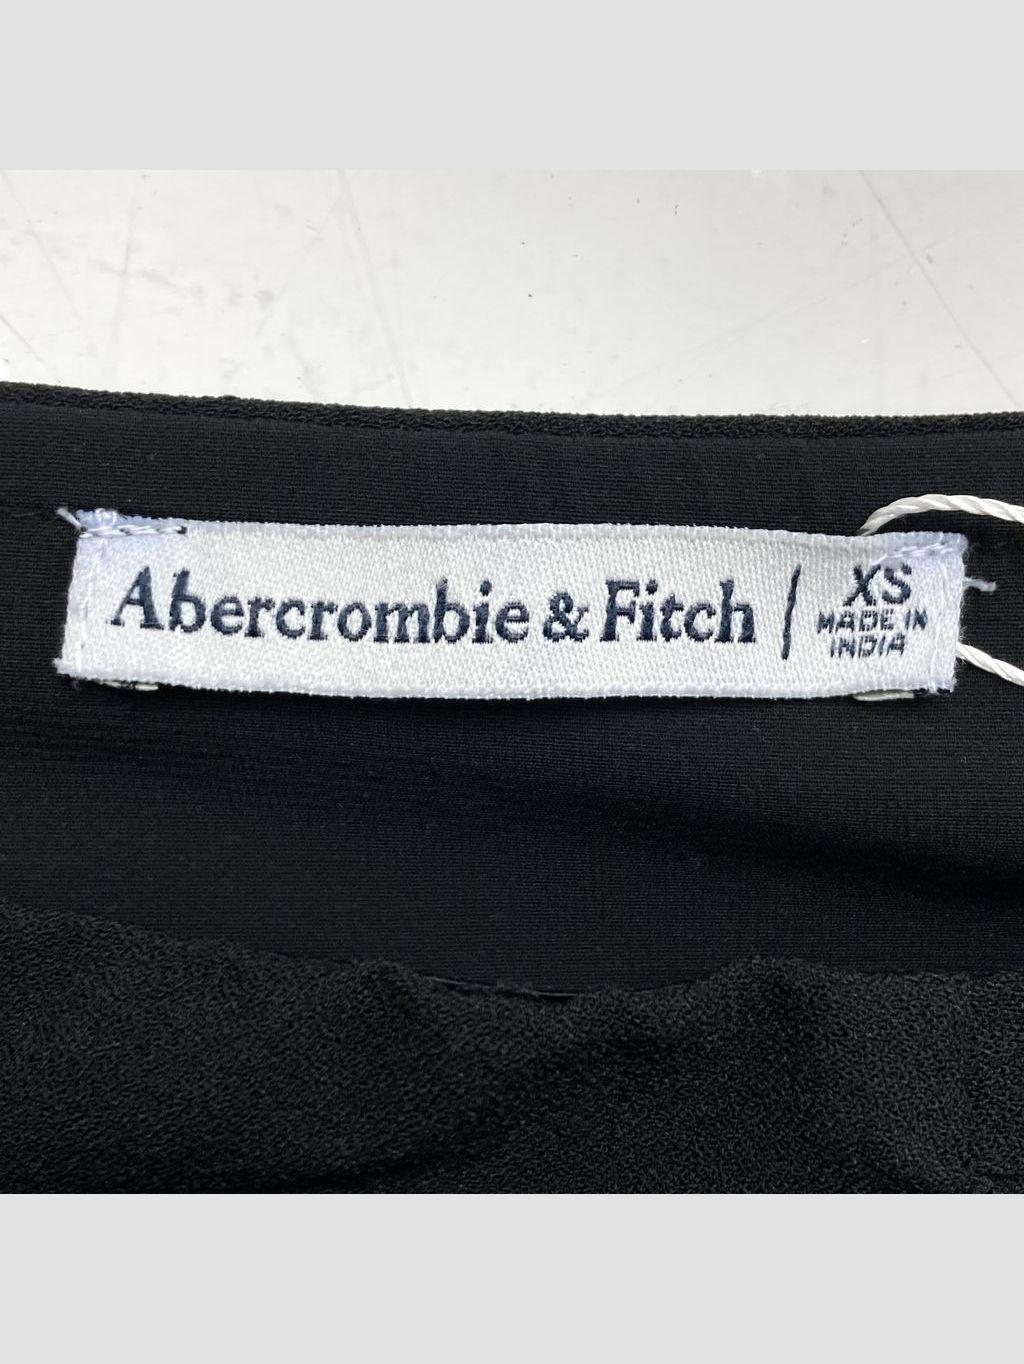 Abercrombie & Fitch | XS
MADE IN
INDIA